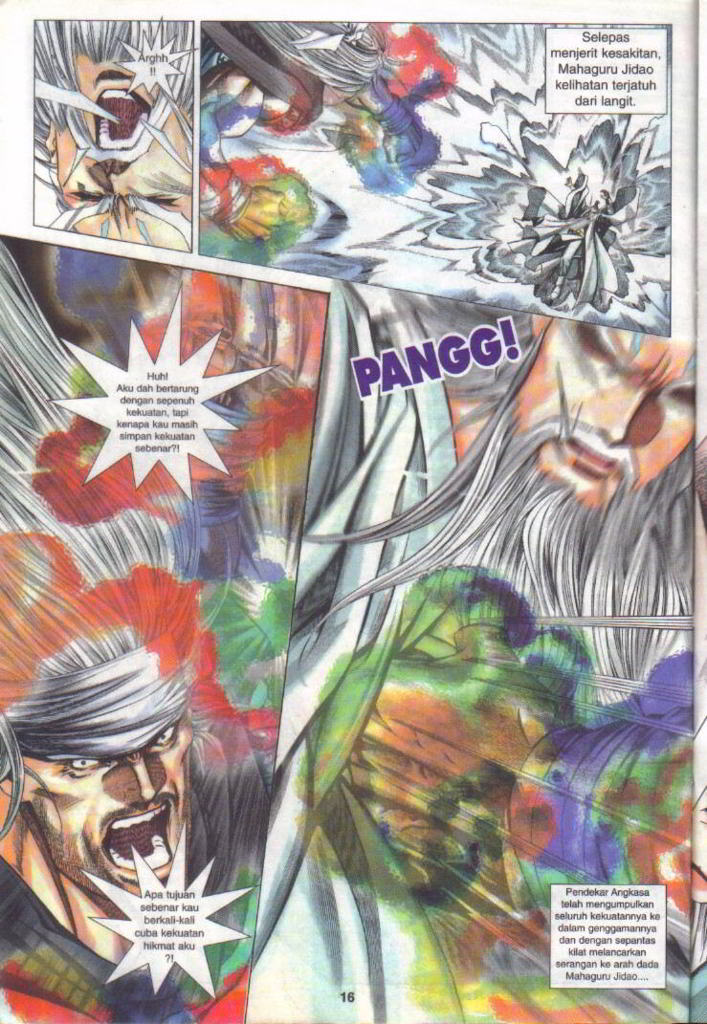 Arghh
!!
Selepas
menjerit kesakitan,
Mahaguru Jidao
kelihatan terjatuh
dari langit.
Huh!
Aku dah bertarung
dengan sepenuh
kekuatan, tapi
kenapa kau masih
simpan kekuatan
sebenar?!
PANGG!
Apa tujuan
sebenar kau
berkali-kali
cuba kekuatan
hikmat aku
?!
Pendekar Angkasa
telah mengumpulkan
seluruh kekuatannya ke
dalam genggamannya
dan dengan sepantas
kilat melancarkan
serangan ke arah dada
Mahaguru Jidao....
16